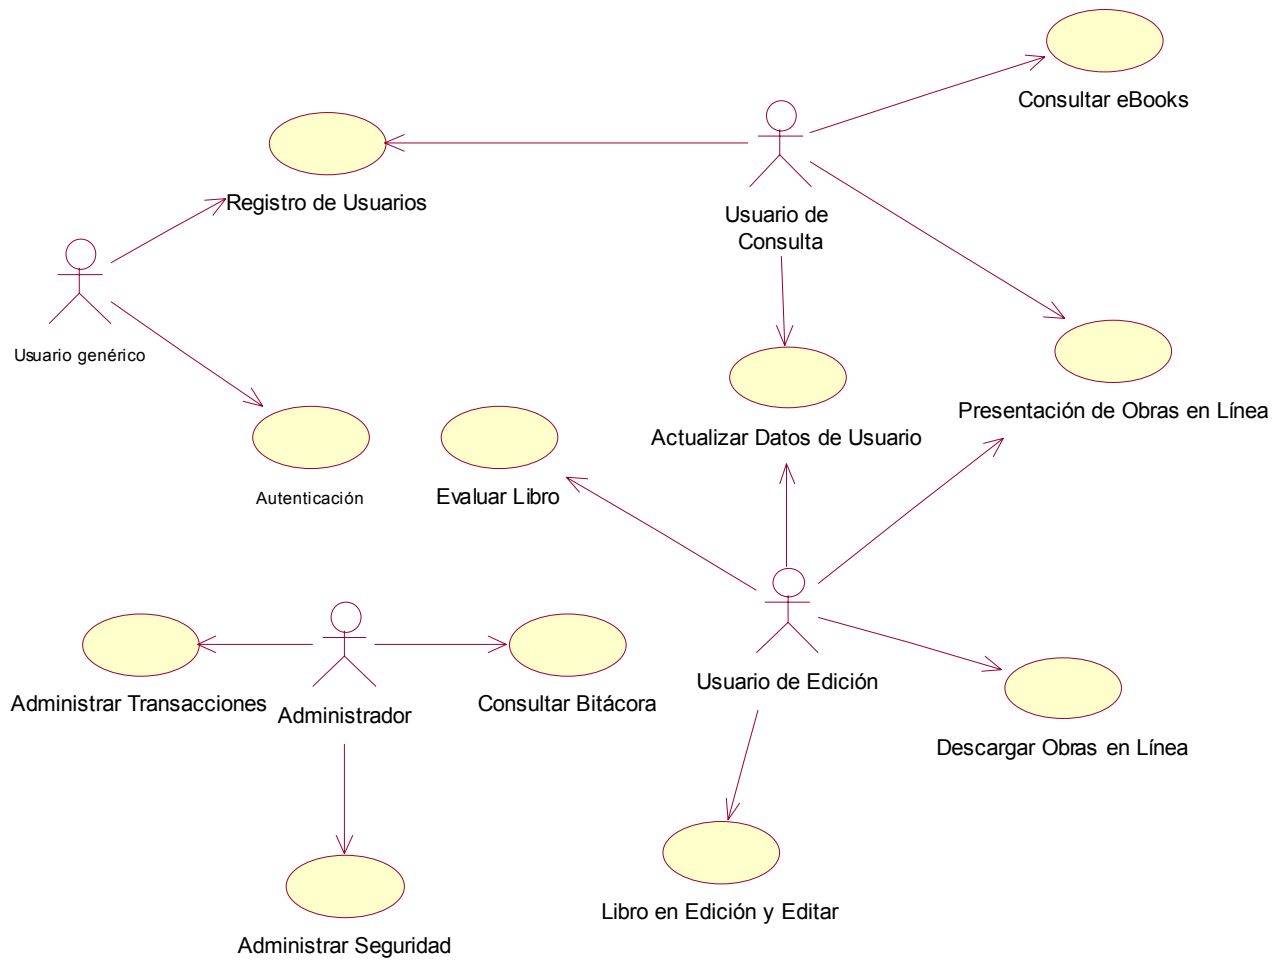 Consultar eBooks
Registro de Usuarios
Usuario de
Consulta
Usuario genérico
Presentación de Obras en Línea
Actualizar Datos de Usuario
Autenticación
Evaluar Libro
Usuario de Edición
Administrar Transacciones
Administrador
Consultar Bitácora
Descargar Obras en Línea
Libro en Edición y Editar
Administrar Seguridad